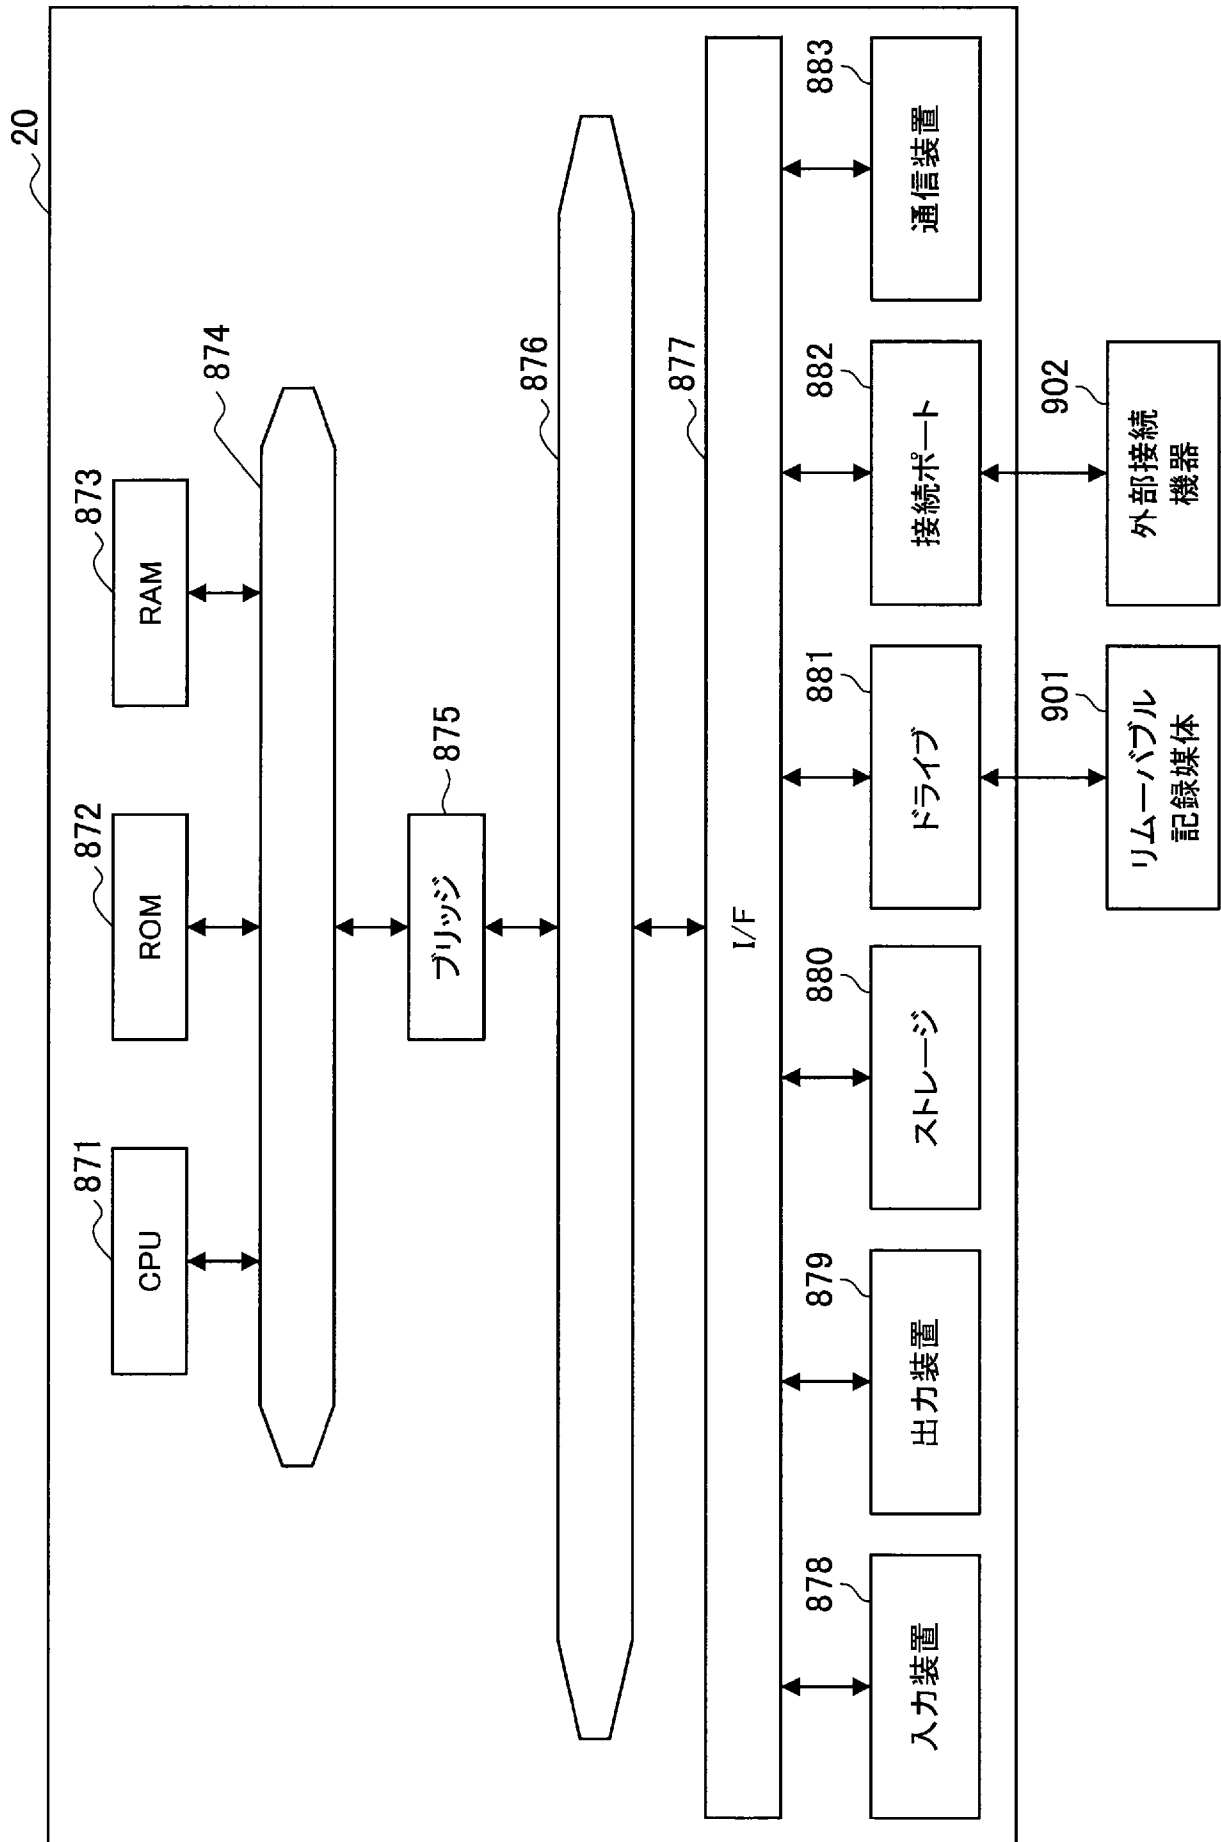 20
871
CPU
872
ROM
873
RAM
874
875
ブリッジ
876
877
I/F
878
入力装置
879
出力装置
880
ストレージ
881
ドライブ
882
接続ポート
883
通信装置
901
リムーバブル
記録媒体
902
外部接続
機器